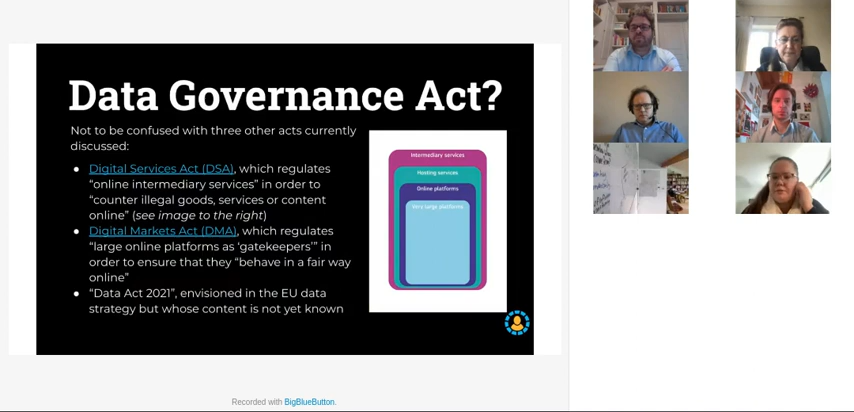 Data Governance Act?
Not to be confused with three other acts currently
discussed:
● Digital Services Act (DSA), which regulates
“online intermediary services” in order to
“counter illegal goods, services or content
online” (see image to the right)
● Digital Markets Act (DMA), which regulates
“large online platforms as ‘gatekeepers’” in
order to ensure that they “behave in a fair way
online”
● “Data Act 2021”, envisioned in the EU data
strategy but whose content is not yet known
Intermediary services
Hosting services
Online platforms
Very large platforms
Recorded with BigBlueButton.